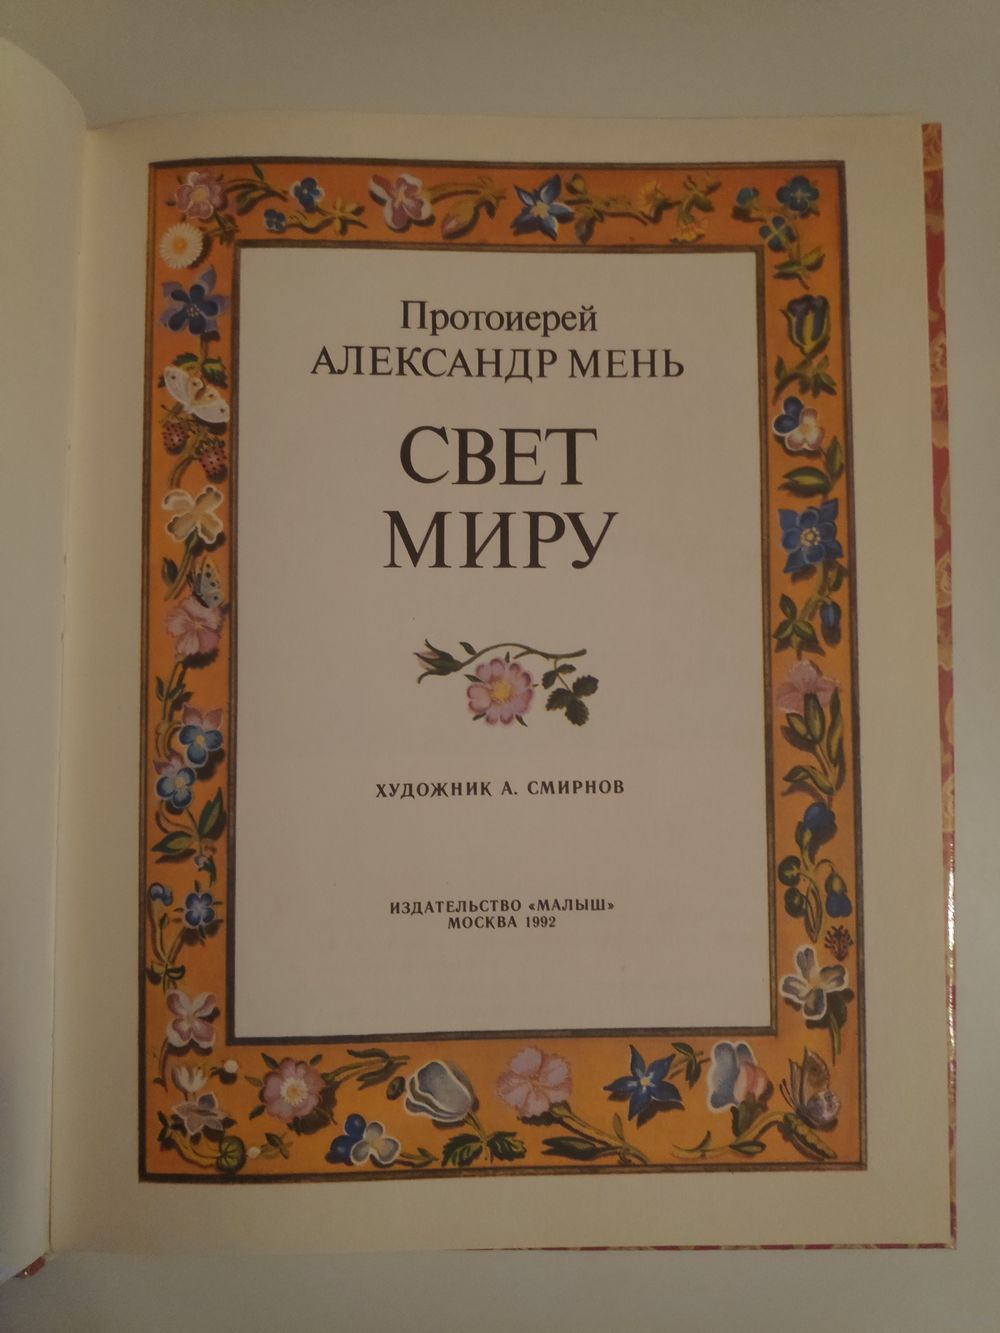 Протоиерей
АЛЕКСАНДР МЕНЬ
СВЕТ
МИРУ
ХУДОЖНИК А. СМИРНОВ
ИЗДАТЕЛЬСТВО «МАЛЫШ»
МОСКВА 1992